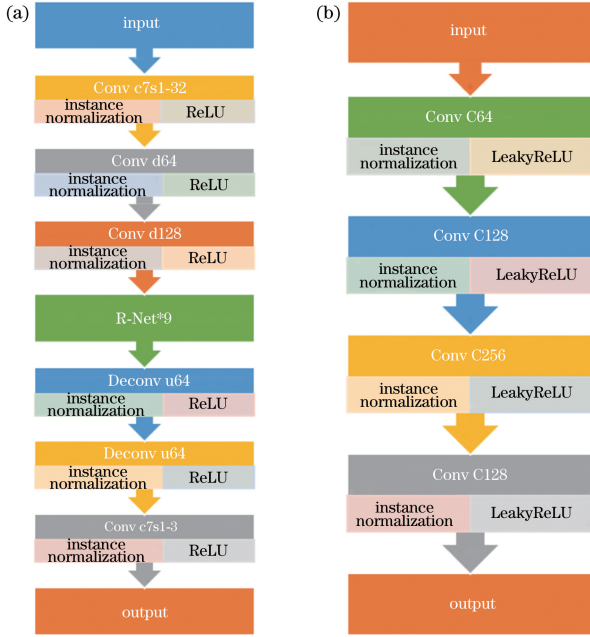 (a)
input
Conv c7s1-32
instance
normalization
ReLU
Conv d64
instance
normalization
ReLU
Conv d128
instance
normalization
ReLU
R-Net*9
Deconv u64
instance
normalization
ReLU
Deconv u64
instance
normalization
ReLU
Conv c7s1-3
instance
normalization
ReLU
output
(b)
input
Conv C64
instance
normalization
LeakyReLU
Conv C128
instance
normalization
LeakyReLU
Conv C256
instance
normalization
LeakyReLU
Conv C128
instance
normalization
LeakyReLU
output